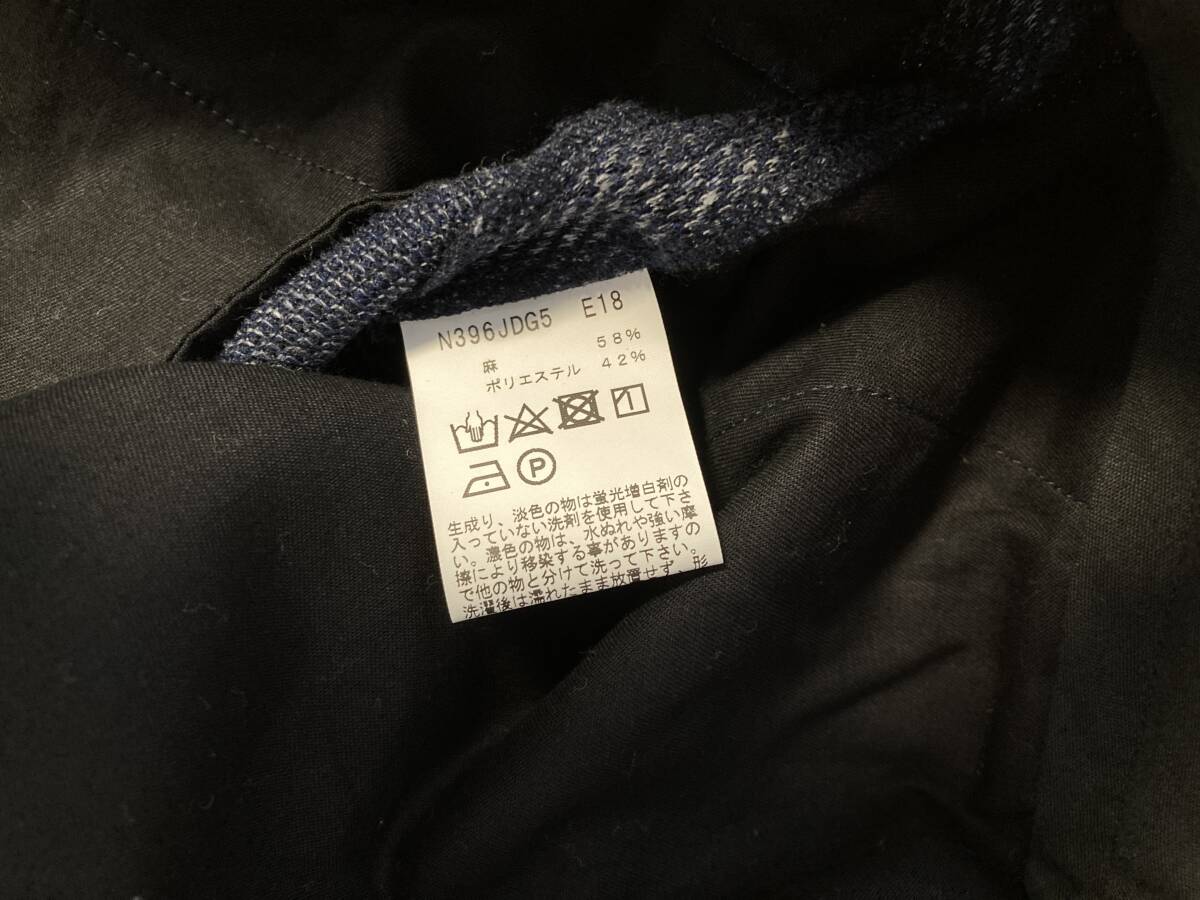 N396JDG5 E18
麻 58%
ポリエステル 42%
P
生成り、淡色の物は蛍光増白剤の
入っていない洗剤を使用して下さ
い。濃色の物は、水ぬれや強い摩
擦により移染する事がありますの
で他の物と分けて洗って下さい。
洗濯後は濡れたまま放置せず、形